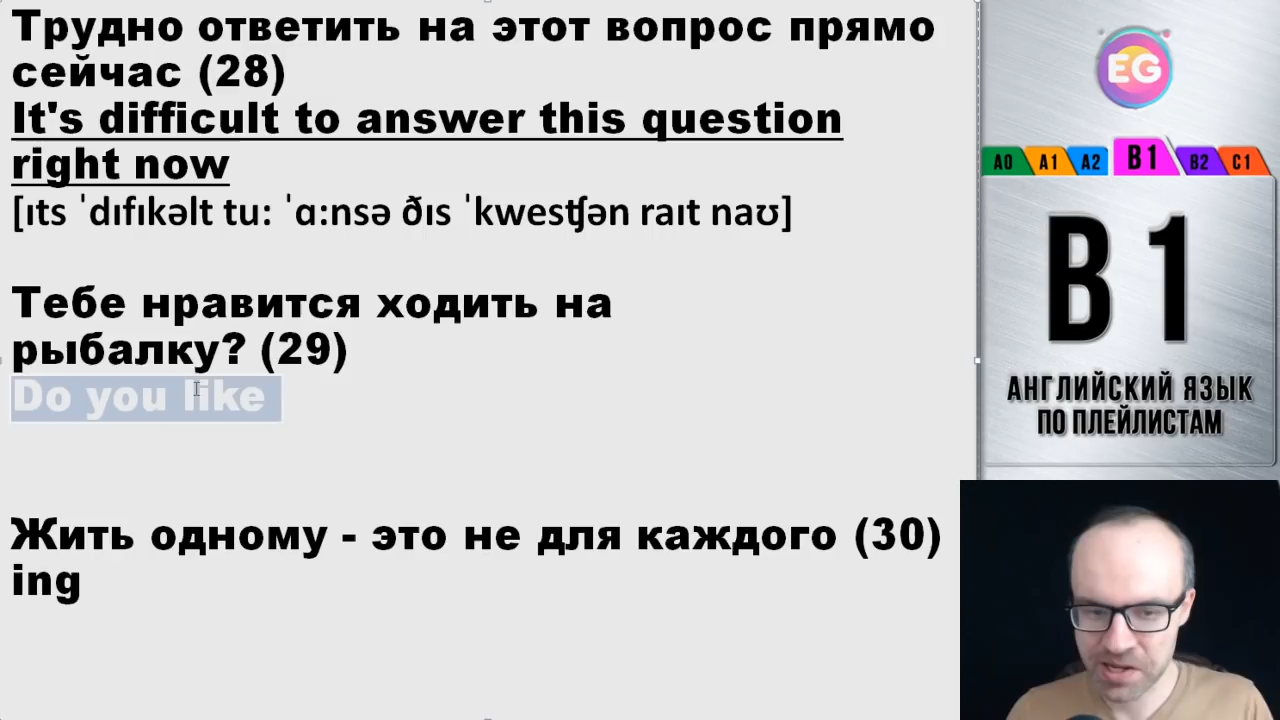 Трудно ответить на этот вопрос прямо
сейчас (28)
It's difficult to answer this question
right now
[ɪts ˈdɪfɪkəlt tu: ˈɑ:nsə ðɪs ˈkwesʧən raɪt naʊ]
Тебе нравится ходить на
рыбалку? (29)
Do you like
Жить одному - это не для каждого (30)
ing
EG
A0 A1 A2 B1 B2 C1
B1
АНГЛИЙСКИЙ ЯЗЫК
ПО ПЛЕЙЛИСТАМ